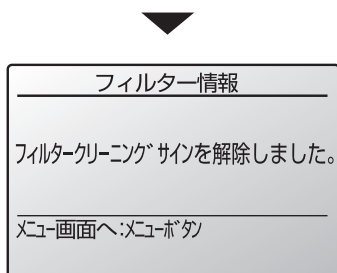 フィルター情報
フィルタークリーニングサインを解除しました。
メニュー画面へ:メニューボタン